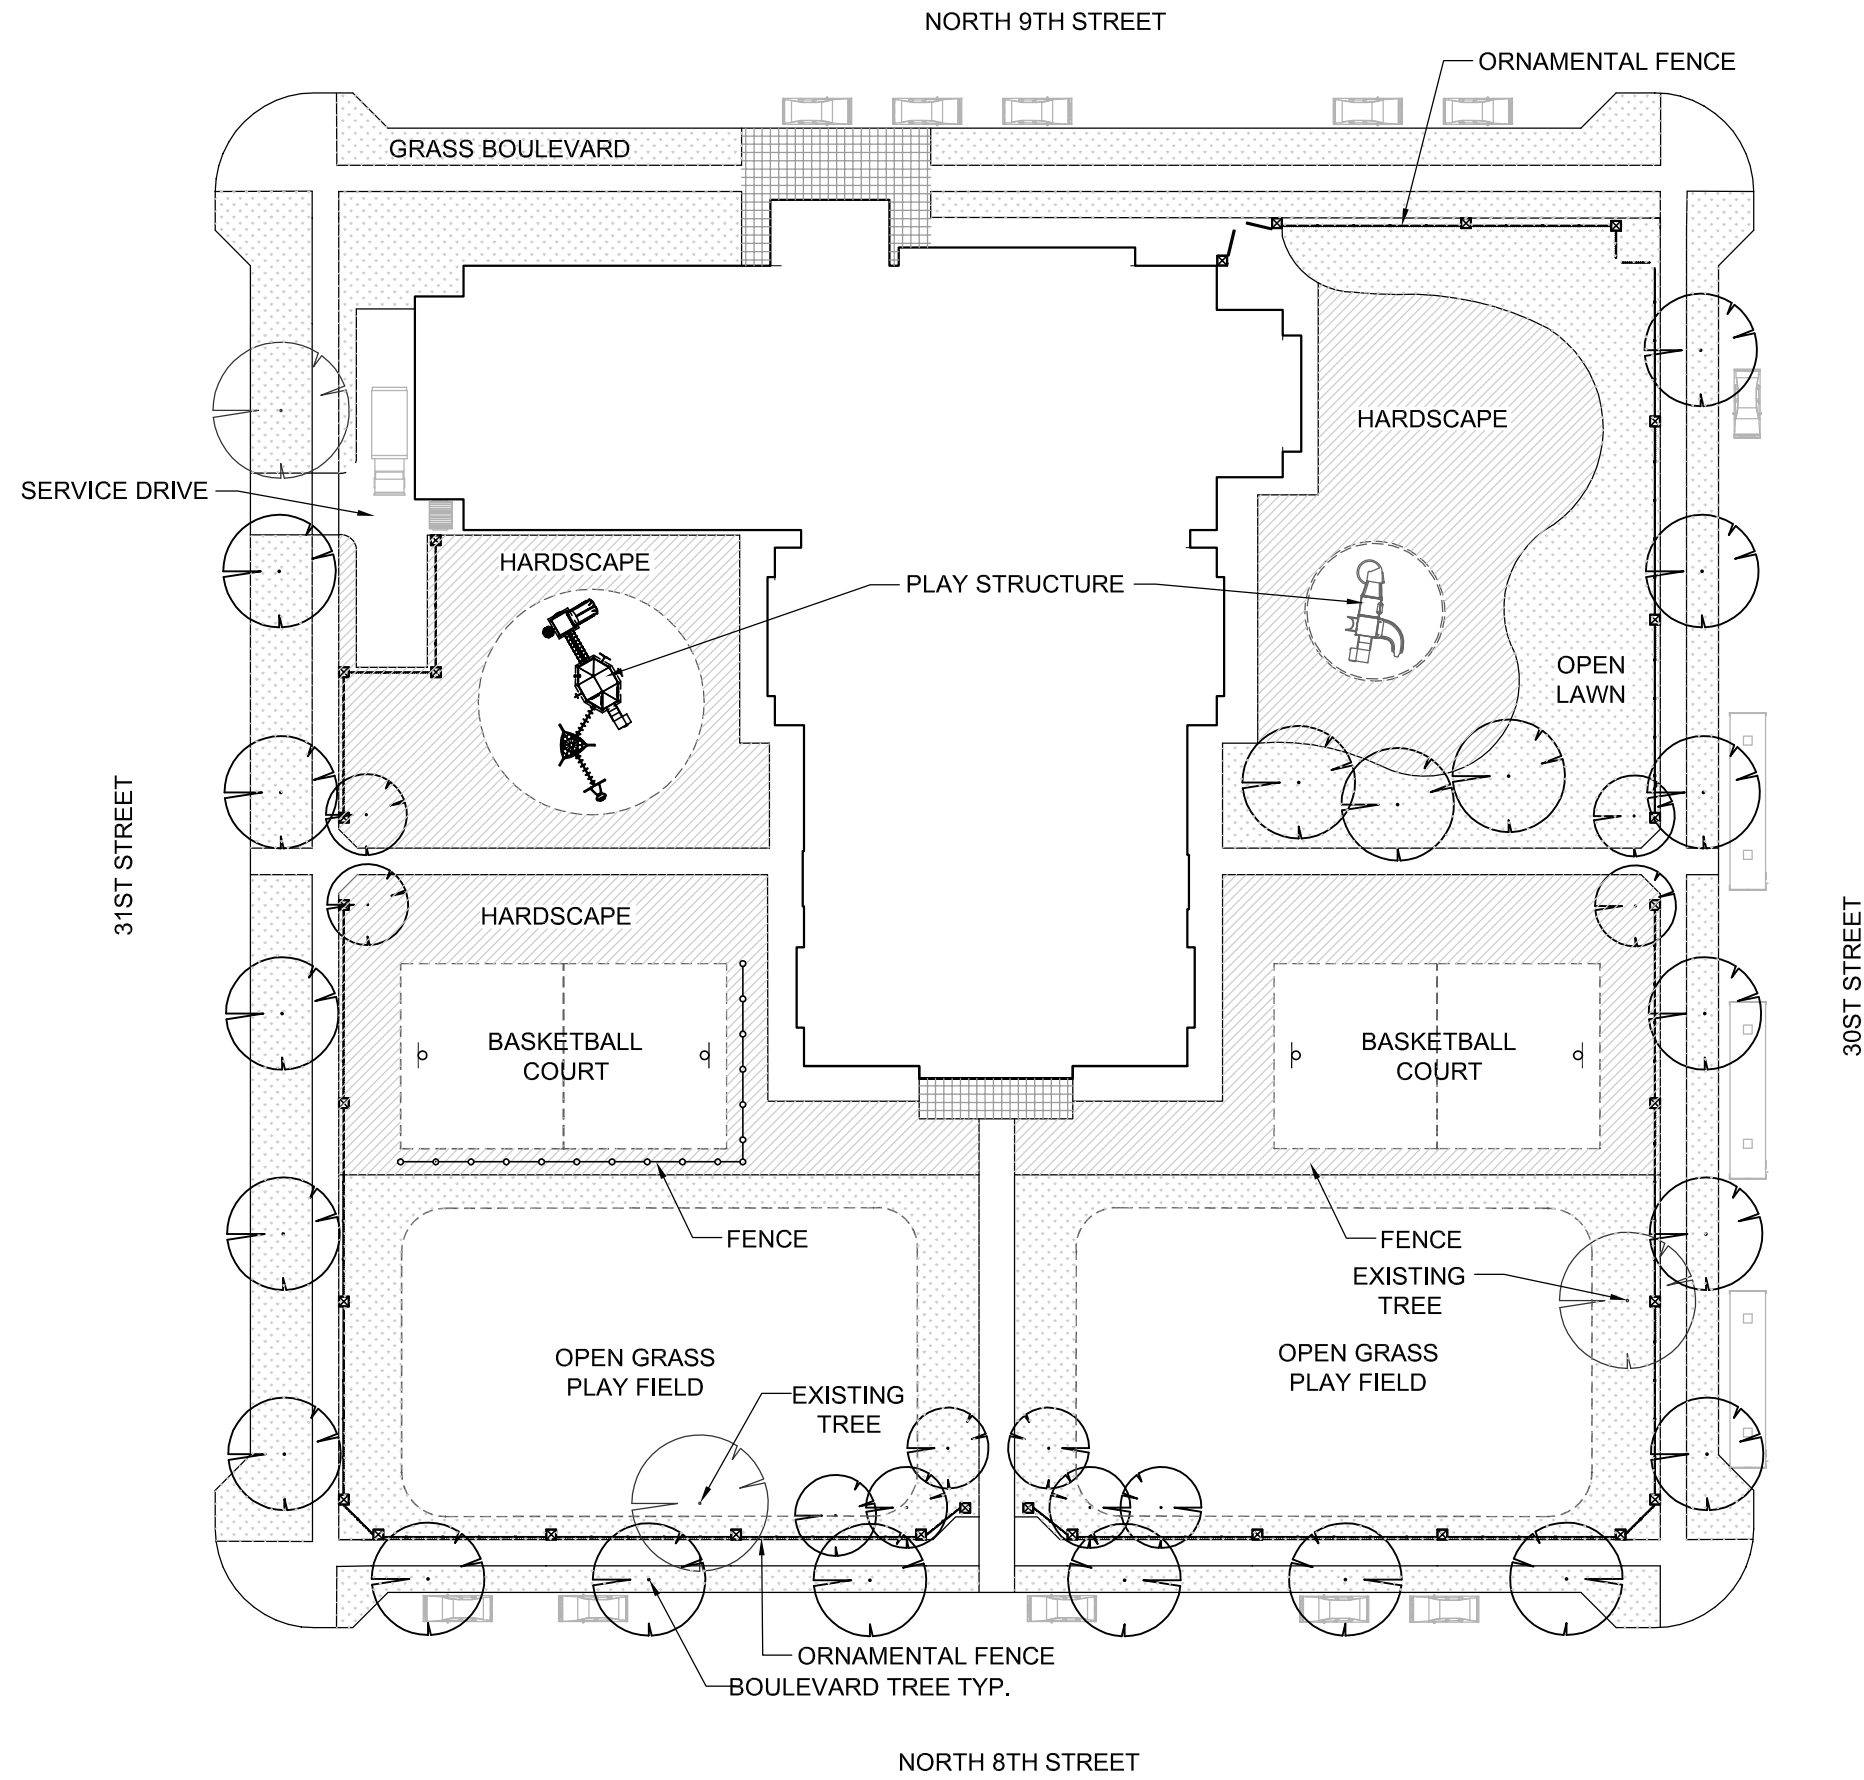 NORTH 9TH STREET
ORNAMENTAL FENCE
GRASS BOULEVARD
HARDSCAPE
SERVICE DRIVE
HARDSCAPE
PLAY STRUCTURE
OPEN
LAWN
31ST STREET
HARDSCAPE
30ST STREET
BASKETBALL
COURT
BASKETBALL
COURT
FENCE
FENCE
EXISTING
TREE
OPEN GRASS
PLAY FIELD
OPEN GRASS
PLAY FIELD
EXISTING
TREE
ORNAMENTAL FENCE
BOULEVARD TREE TYP.
NORTH 8TH STREET